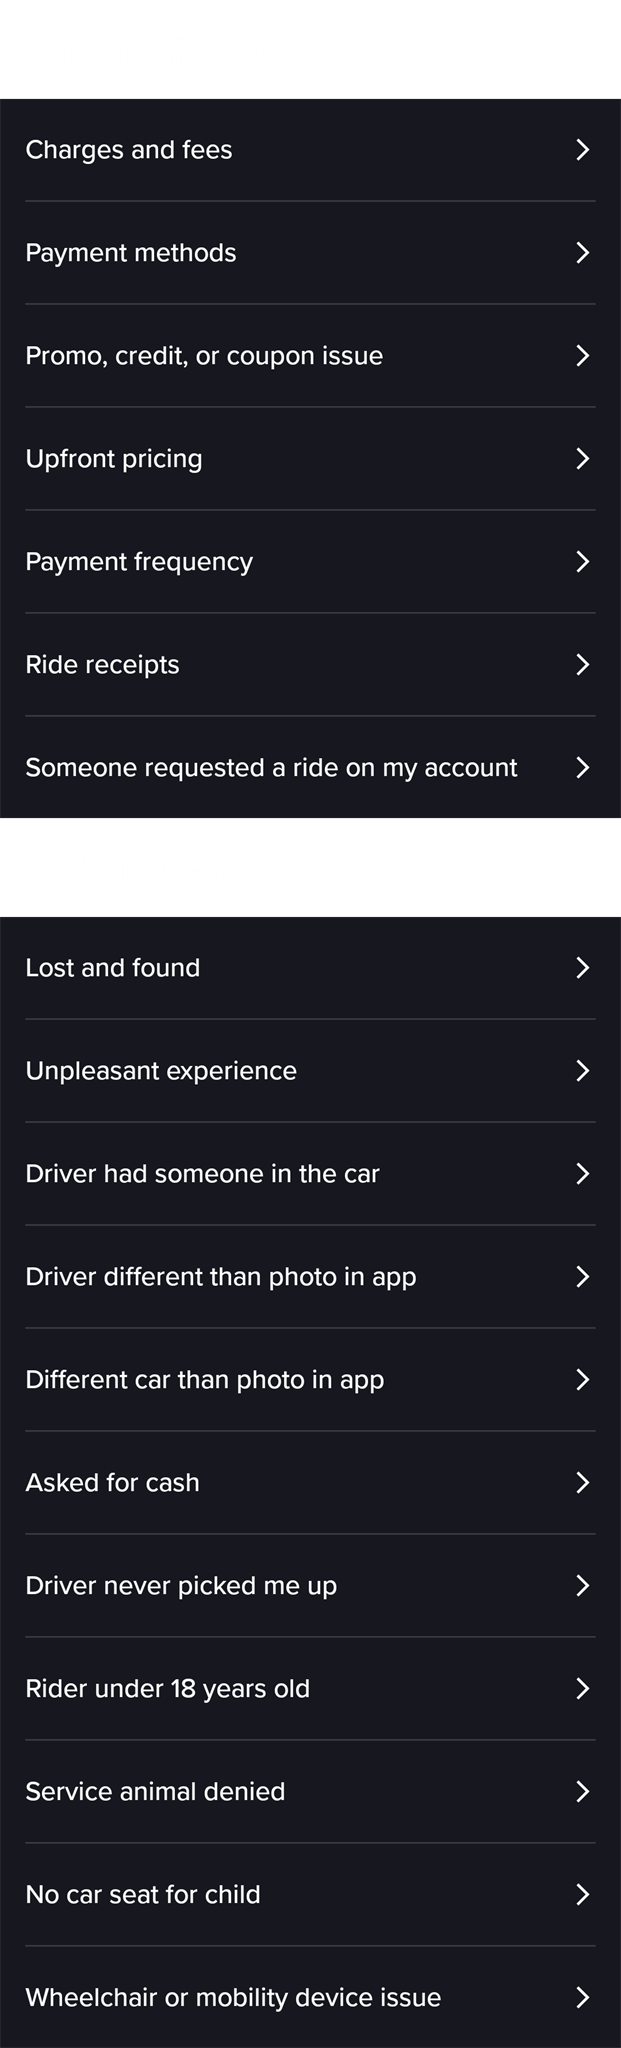 Charges and fees
Payment methods
Promo, credit, or coupon issue
Upfront pricing
Payment frequency
Ride receipts
Someone requested a ride on my account
Lost and found
Unpleasant experience
Driver had someone in the car
Driver different than photo in app
Different car than photo in app
Asked for cash
Driver never picked me up
Rider under 18 years old
Service animal denied
No car seat for child
Wheelchair or mobility device issue